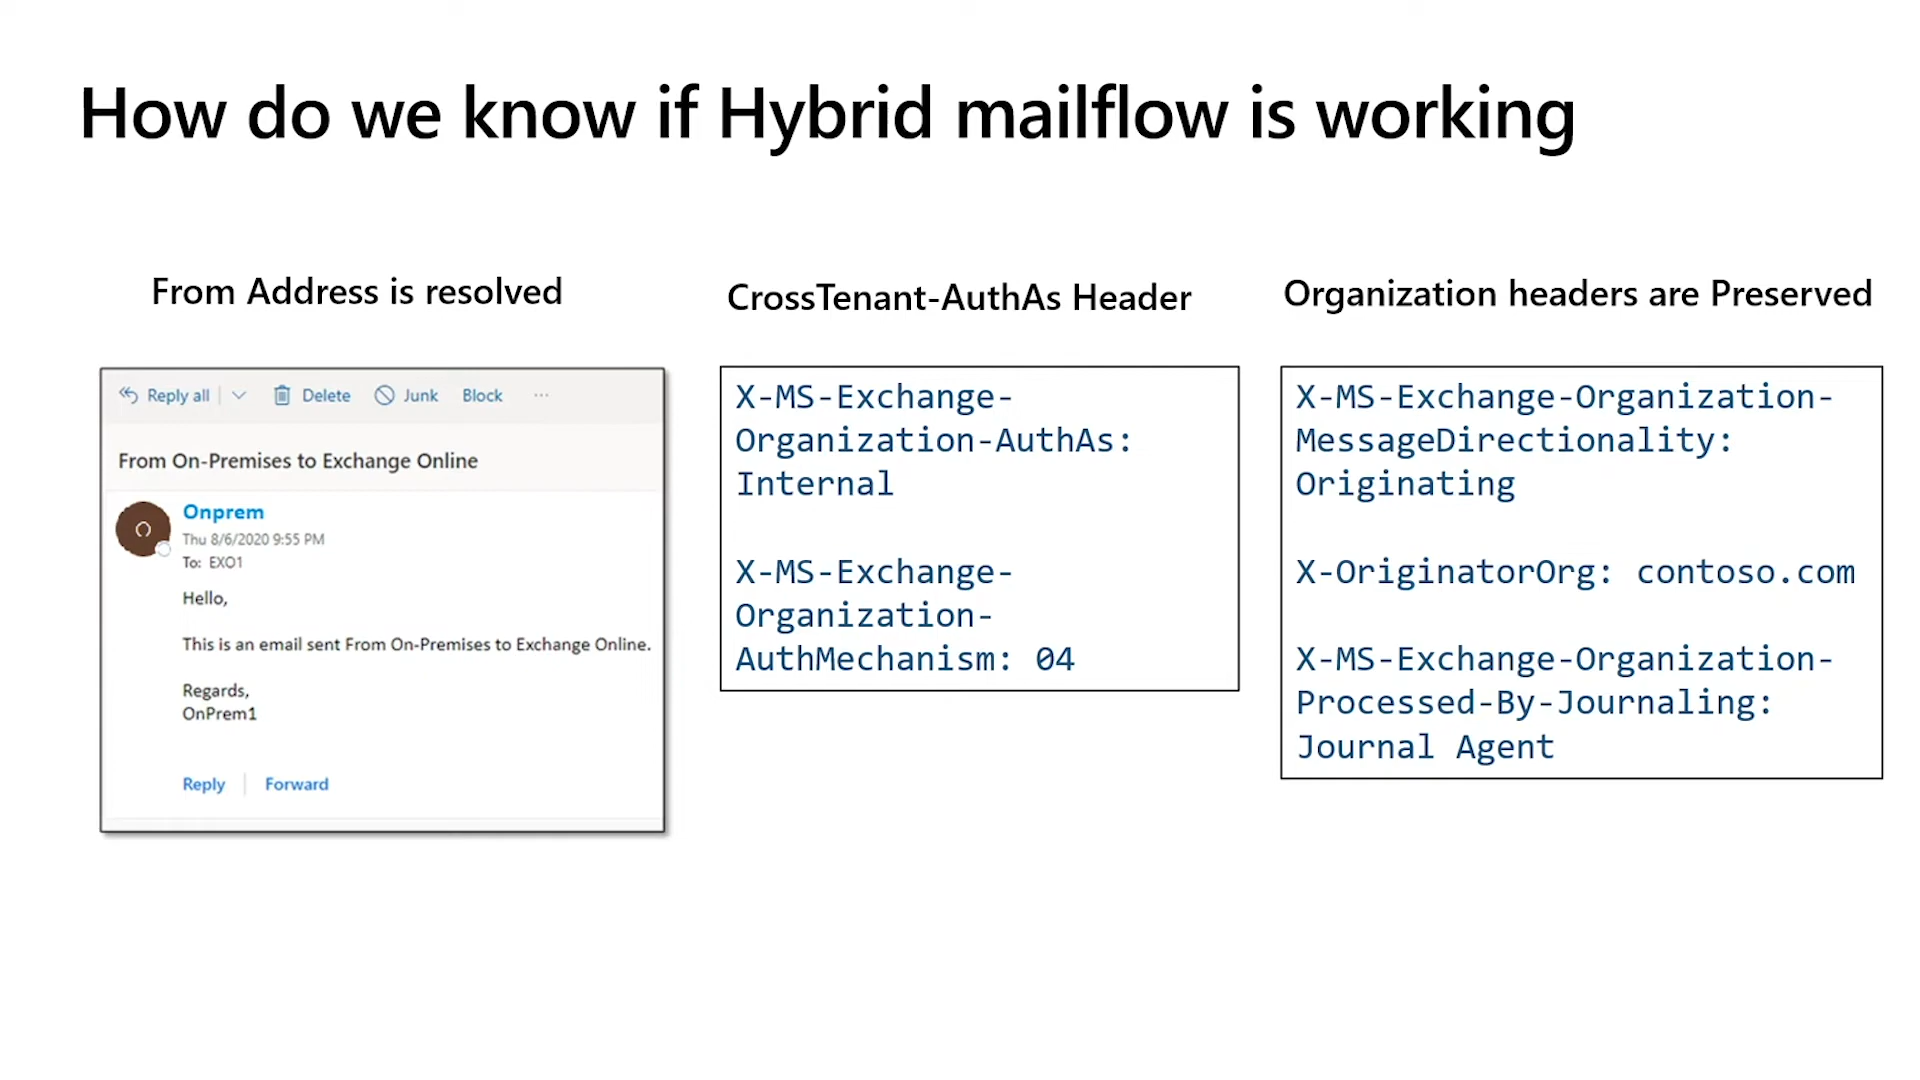 How do we know if Hybrid mailflow is working
From Address is resolved
Reply all
Delete
Junk
Block
...
From On-Premises to Exchange Online
O
Onprem
Thu 8/6/2020 9:55 PM
To: EXO1
Hello,
This is an email sent From On-Premises to Exchange Online.
Regards,
OnPrem1
Reply
Forward
CrossTenant-AuthAs Header
X-MS-Exchange-
Organization-AuthAs:
Internal
X-MS-Exchange-
Organization-
AuthMechanism: 04
Organization headers are Preserved
X-MS-Exchange-Organization-
MessageDirectionality:
Originating
X-OriginatorOrg: contoso.com
X-MS-Exchange-Organization-
Processed-By-Journaling:
Journal Agent